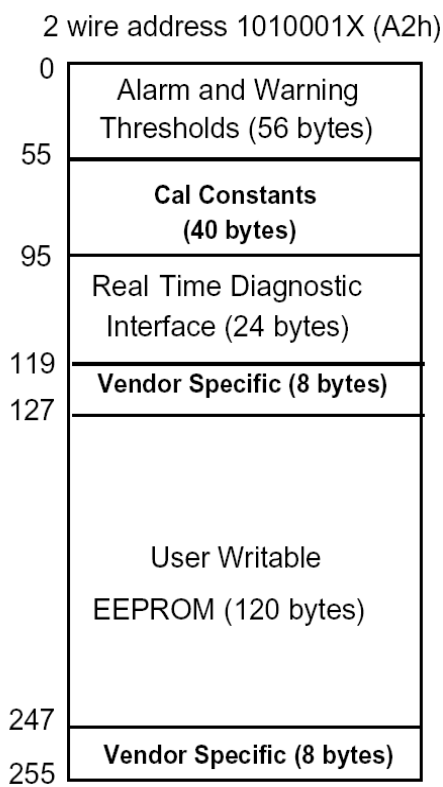 2 wire address 1010001X (A2h)
0
Alarm and Warning
Thresholds (56 bytes)
55
Cal Constants
(40 bytes)
95
Real Time Diagnostic
Interface (24 bytes)
119
Vendor Specific (8 bytes)
127
User Writable
EEPROM (120 bytes)
247
Vendor Specific (8 bytes)
255